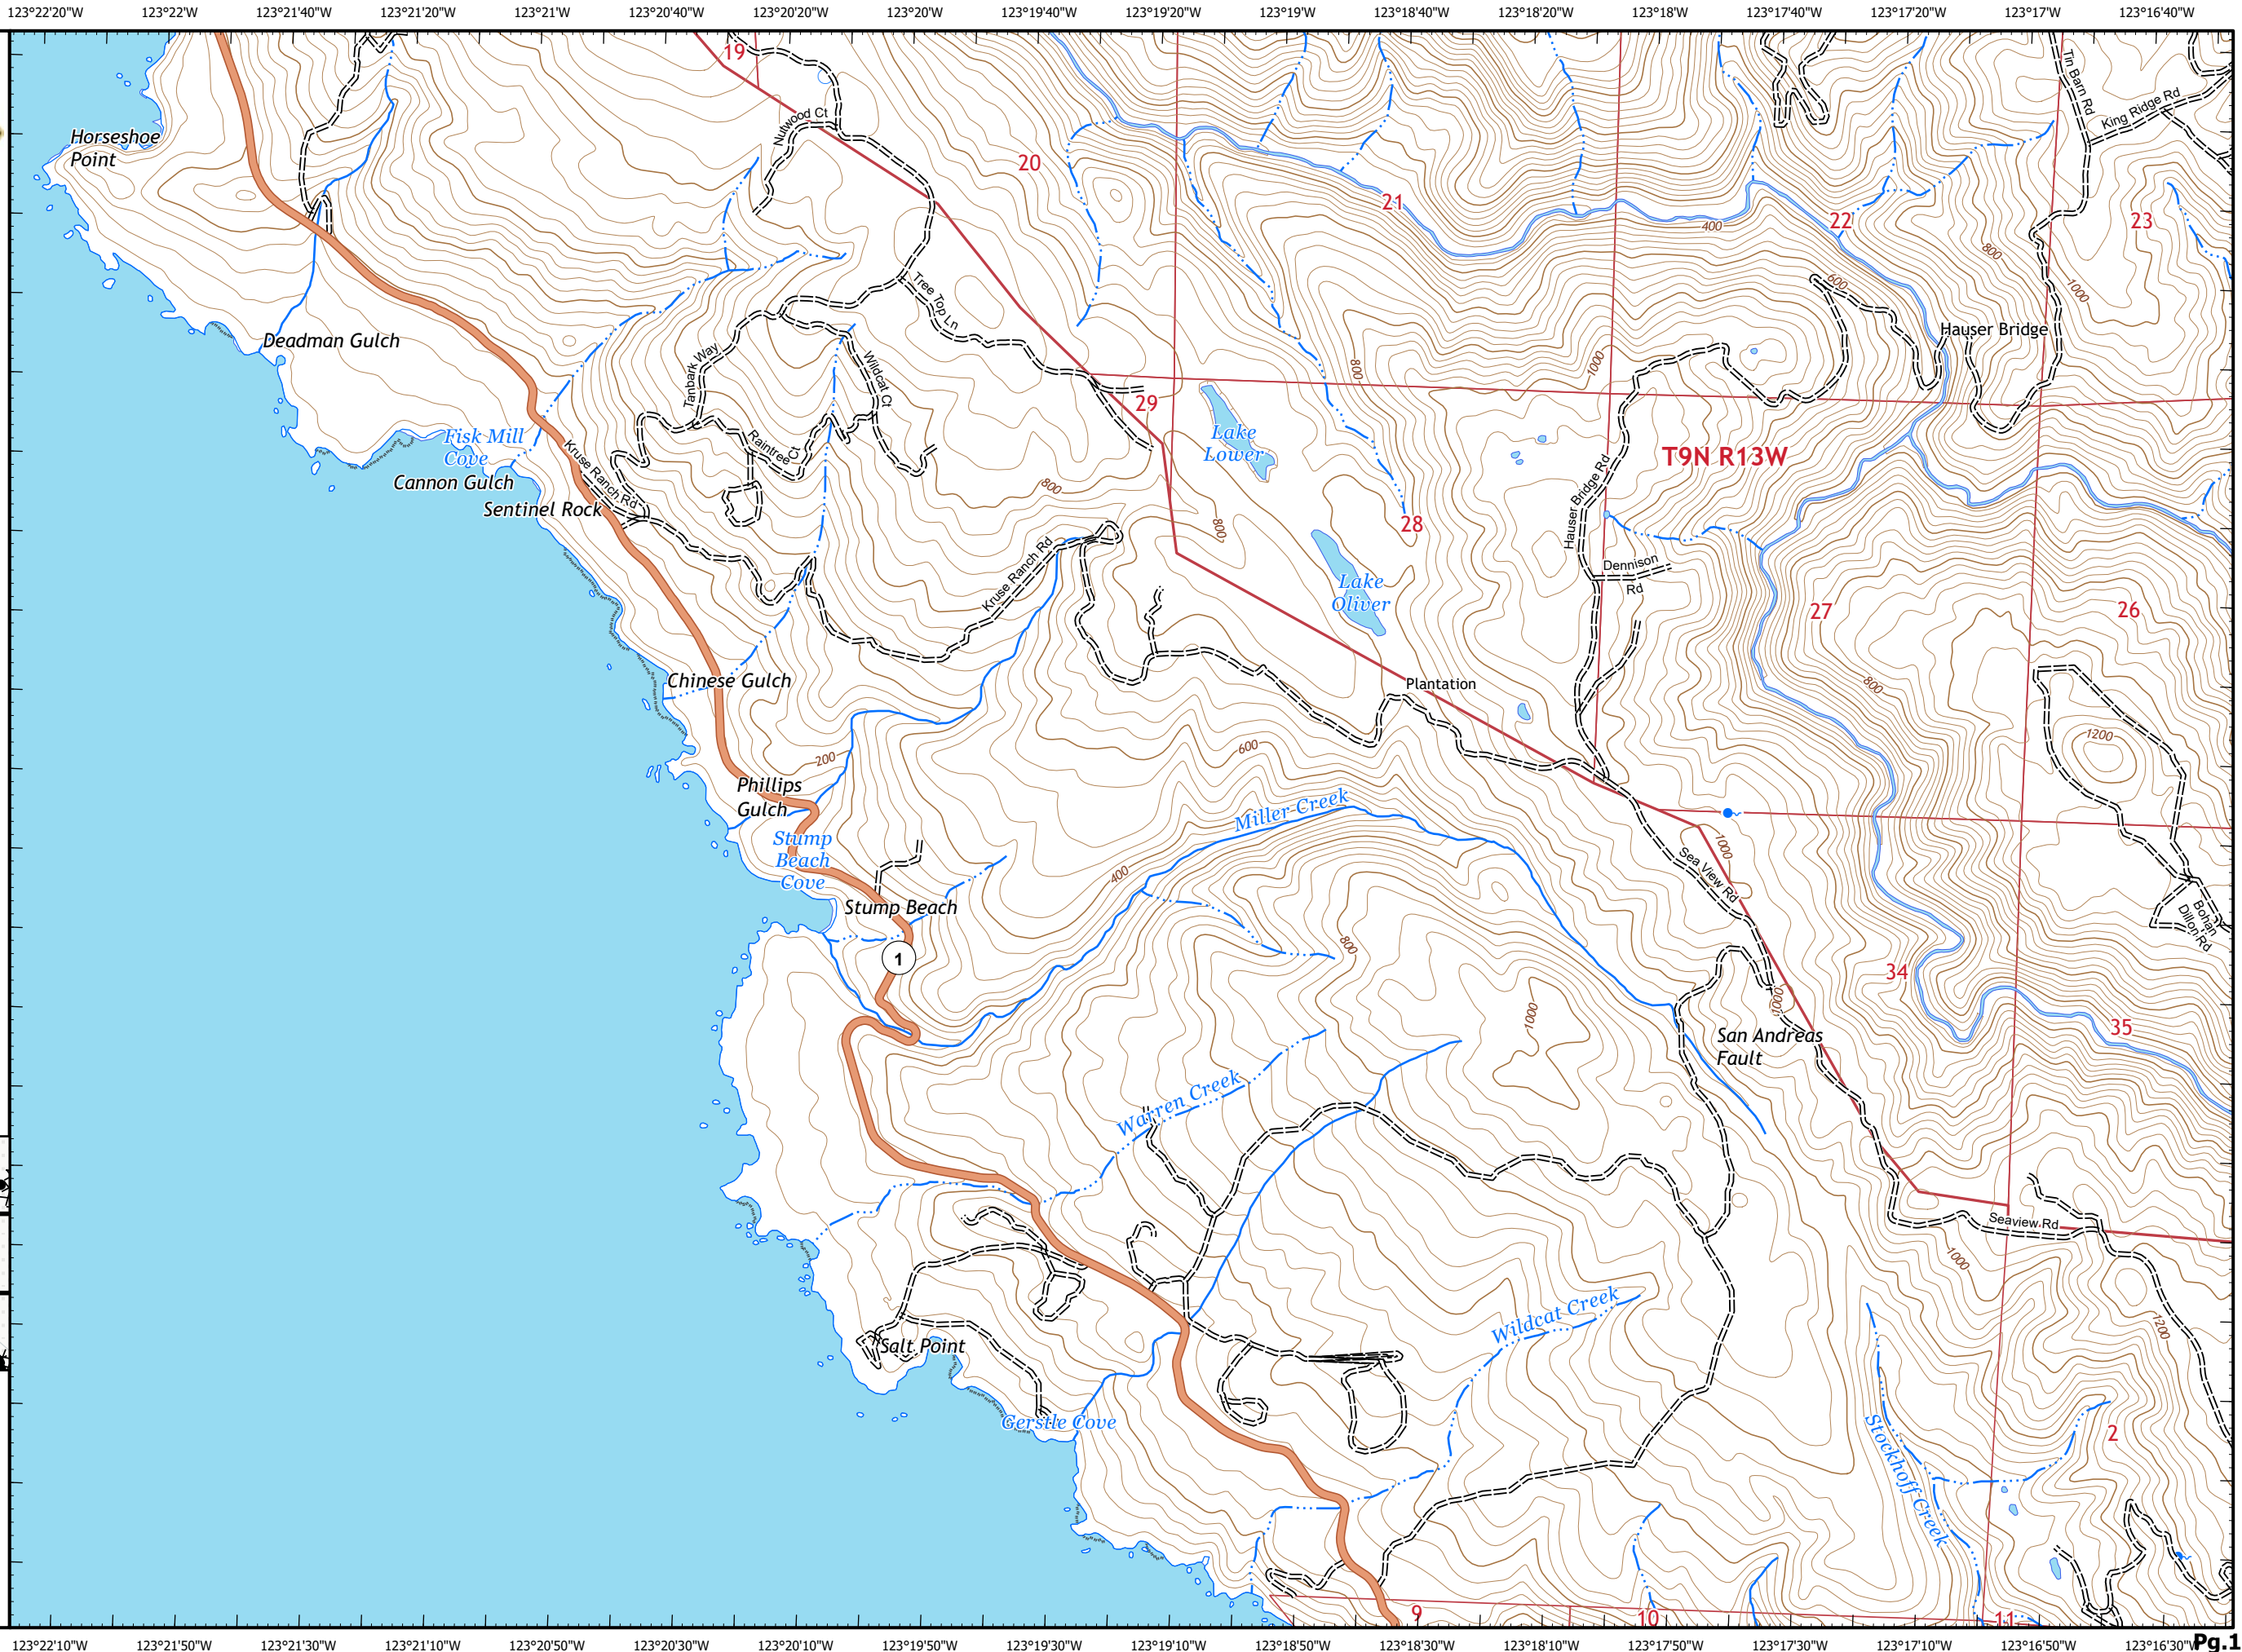 123°22'20"W 123°22'W 123°21'40"W 123°21'20"W 123°21'W 123°20'40"W 123°20'20"W 123°20'W 123°19'40"W 123°19'20"W 123°19'W 123°18'40"W 123°18'20"W 123°18'W 123°17'40"W 123°17'20"W 123°17'W 123°16'40"W
19
Tin Barn Rd
King Ridge Rd
Nutwood Ct
Horseshoe
Point
20
21
22
23
400
800
600
1000
Tree Top Ln
Hauser Bridge
Deadman Gulch
Tanbark Way
Wildcat Ct
800
1000
29
Fisk Mill
Cove
Raintree Ct
Lake
Lower
T9N R13W
Kruse Ranch Rd
Cannon Gulch
Sentinel Rock
800
800
28
Hauser Bridge Rd
Kruse Ranch Rd
Dennison
Rd
Lake
Oliver
27
26
Chinese Gulch
Plantation
800
200
600
1200
Phillips
Gulch
Miller Creek
Stump
Beach
Cove
400
1000
Sea View Rd
Stump Beach
Bohan
Dillon Rd
1
800
34
1000
1000
35
San Andreas
Fault
Warren Creek
Seaview Rd
1000
Wildcat Creek
1200
Salt Point
Gerstle Cove
Stockhoff Creek
2
9
10
11
123°22'10"W 123°21'50"W 123°21'30"W 123°21'10"W 123°20'50"W 123°20'30"W 123°20'10"W 123°19'50"W 123°19'30"W 123°19'10"W 123°18'50"W 123°18'30"W 123°18'10"W 123°17'50"W 123°17'30"W 123°17'10"W 123°16'50"W 123°16'30"W
Pg.1